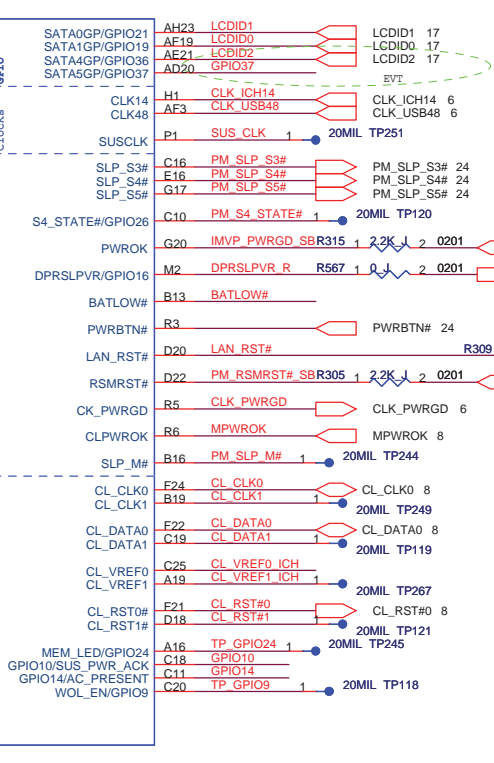 SATA0GP/GPIO21 AH23 LCDID1 LCDID1 17
SATA1GP/GPIO19 AF19 LCDID0 LCDID0 17
SATA4GP/GPIO36 AE21 LCDID2 LCDID2 17
SATA5GP/GPIO37 AD20 GPIO37
EVT
GPIO
CLK14 H1 CLK_ICH14 CLK_ICH14 6
CLK48 AF3 CLK_USB48 CLK_USB48 6
SUSCLK P1 SUS_CLK 1 20MIL TP251
SLP_S3# C16 PM_SLP_S3# PM_SLP_S3# 24
SLP_S4# E16 PM_SLP_S4# PM_SLP_S4# 24
SLP_S5# G17 PM_SLP_S5# PM_SLP_S5# 24
S4_STATE#/GPIO26 C10 PM_S4_STATE# 1 20MIL TP120
PWROK G20 IMVP_PWRGD_SB R315 1 2.2K_J 2 0201
DPRSLPVR/GPIO16 M2 DPRSLPVR_R R567 1 0_J 2 0201
BATLOW# B13 BATLOW#
PWRBTN# R3 PWRBTN# 24
LAN_RST# D20 LAN_RST# R309
RSMRST# D22 PM_RSMRST#_SB R305 1 2.2K_J 2 0201
CK_PWRGD R5 CLK_PWRGD CLK_PWRGD 6
CLPWROK R6 MPWROK MPWROK 8
SLP_M# B16 PM_SLP_M# 1 20MIL TP244
CL_CLK0 F24 CL_CLK0 CL_CLK0 8
CL_CLK1 B19 CL_CLK1 1 20MIL TP249
CL_DATA0 F22 CL_DATA0 CL_DATA0 8
CL_DATA1 C19 CL_DATA1 1 20MIL TP119
CL_VREF0 C25 CL_VREF0_ICH
CL_VREF1 A19 CL_VREF1_ICH 1 20MIL TP267
CL_RST0# F21 CL_RST#0 CL_RST#0 8
CL_RST1# D18 CL_RST#1 1 20MIL TP121
MEM_LED/GPIO24 A16 TP_GPIO24 1 20MIL TP245
GPIO10/SUS_PWR_ACK C18 GPIO10
GPIO14/AC_PRESENT C11 GPIO14
WOL_EN/GPIO9 C20 TP_GPIO9 1 20MIL TP118